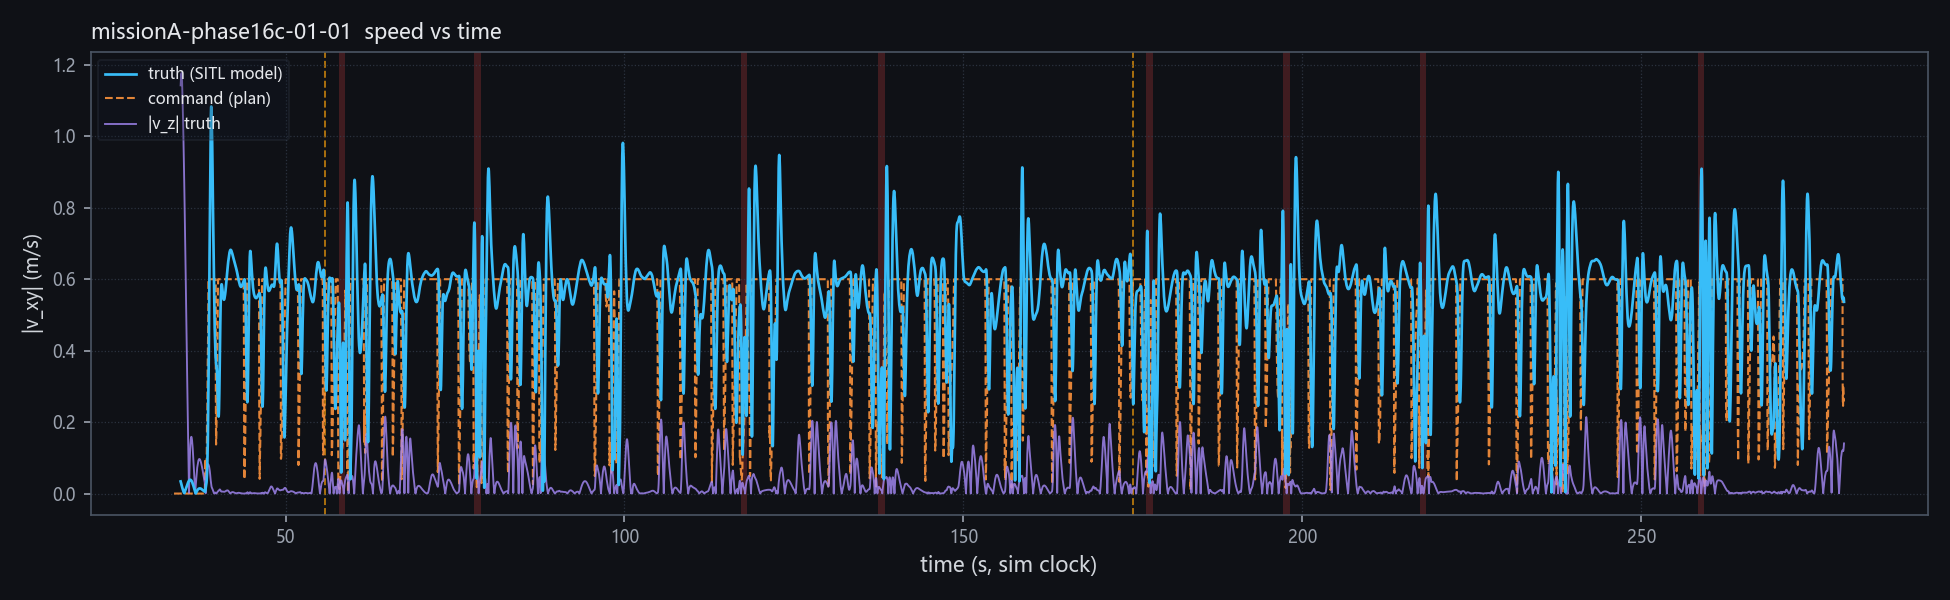 missionA-phase16c-01-01 speed vs time
truth (SITL model)
command (plan)
|v_z| truth
|v_xy| (m/s)
1.2
1.0
0.8
0.6
0.4
0.2
0.0
50
100
150
200
250
time (s, sim clock)